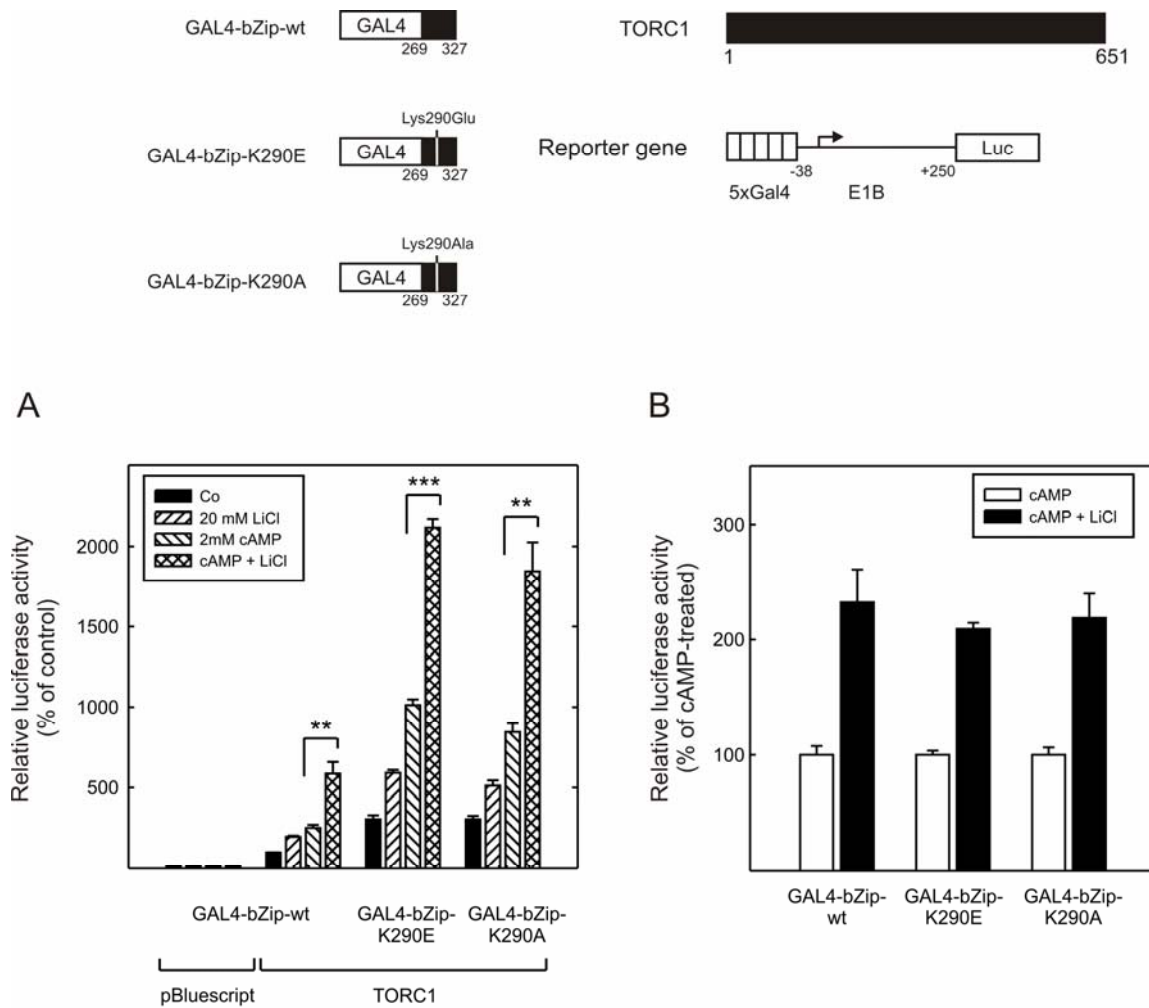 GAL4-bZip-wt
GAL4
269 327
TORC1
1 651
Lys290Glu
GAL4-bZip-K290E
GAL4
269 327
Reporter gene
Luc
-38 +250
5xGal4 E1B
Lys290Ala
GAL4-bZip-K290A
GAL4
269 327
A
Relative luciferase activity
(% of control)
2000
1500
1000
500
Co
20 mM LiCl
2mM cAMP
cAMP + LiCl
**
***
**
GAL4-bZip-wt
GAL4-bZip-
K290E
GAL4-bZip-
K290A
pBluescript
TORC1
B
Relative luciferase activity
(% of cAMP-treated)
300
200
100
cAMP
cAMP + LiCl
GAL4-bZip-
wt
GAL4-bZip-
K290E
GAL4-bZip-
K290A